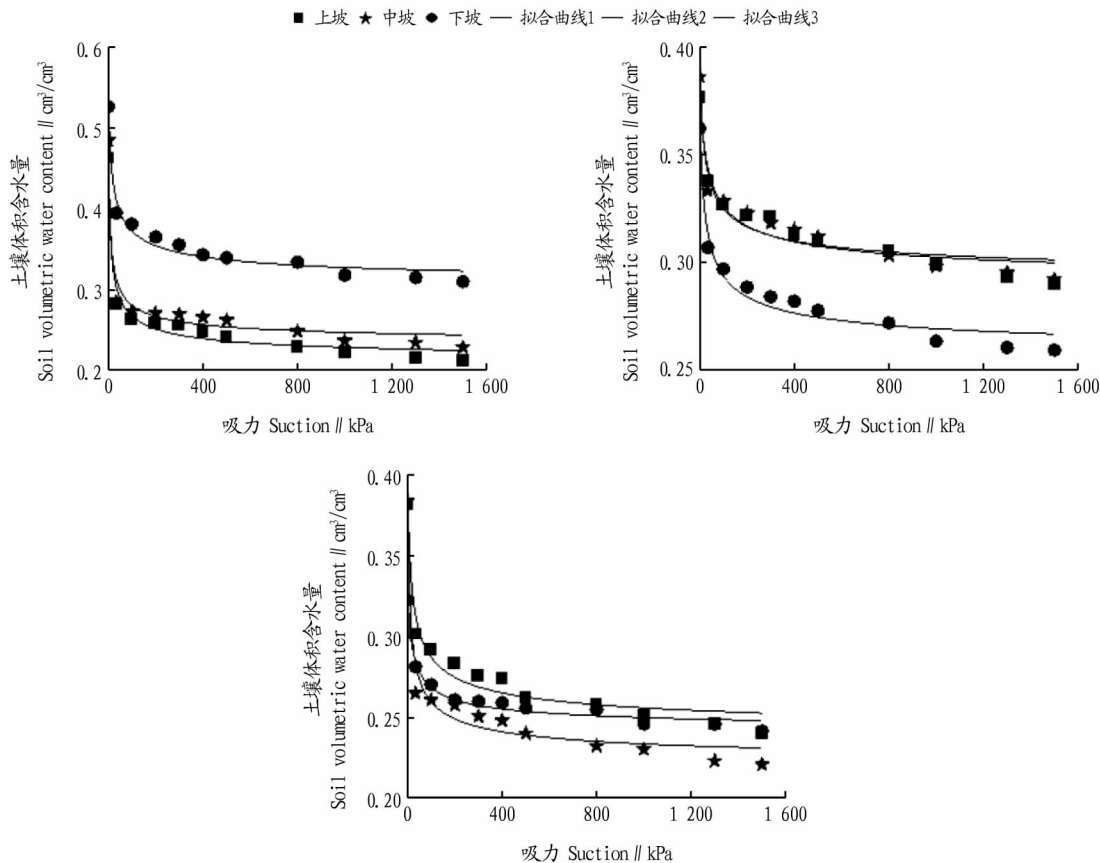 上坡 中坡 下坡 拟合曲线1 拟合曲线2 拟合曲线3
土壤体积含水量
Soil volumetric water content∥cm³/cm³
0.6
0.5
0.4
0.3
0.2
0 400 800 1 200 1 600
吸力 Suction∥kPa
土壤体积含水量
Soil volumetric water content∥cm³/cm³
0.40
0.35
0.30
0.25
0 400 800 1 200 1 600
吸力 Suction∥kPa
土壤体积含水量
Soil volumetric water content∥cm³/cm³
0.40
0.35
0.30
0.25
0.20
0 400 800 1 200 1 600
吸力 Suction∥kPa